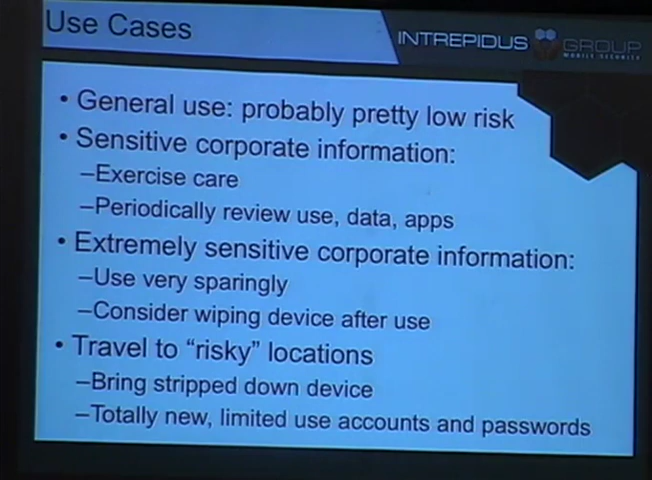 Use Cases
INTREPIDUS GROUP
MOBILE SECURITY
• General use: probably pretty low risk
• Sensitive corporate information:
–Exercise care
–Periodically review use, data, apps
• Extremely sensitive corporate information:
–Use very sparingly
–Consider wiping device after use
• Travel to “risky” locations
–Bring stripped down device
–Totally new, limited use accounts and passwords